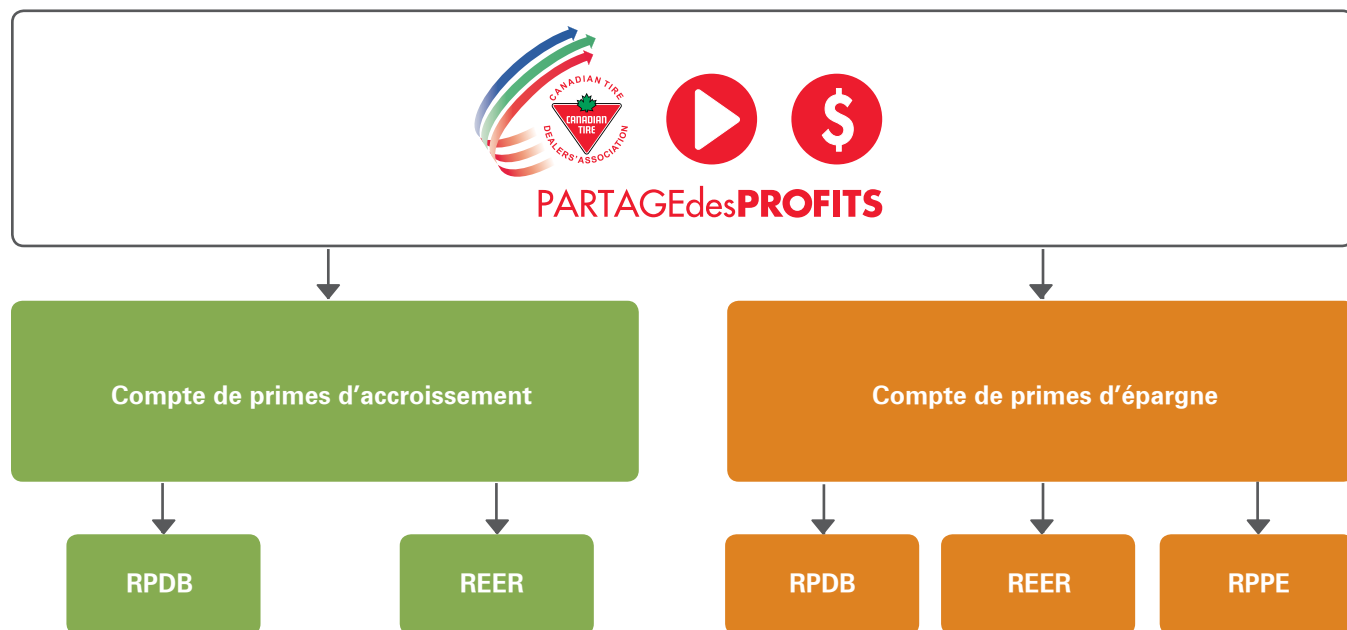 CANADIAN TIRE
CANADIAN
TIRE
DEALERS' ASSOCIATION
$
PARTAGEdesPROFITS
Compte de primes d'accroissement
Compte de primes d'épargne
RPDB
REER
RPDB
REER
RPPE